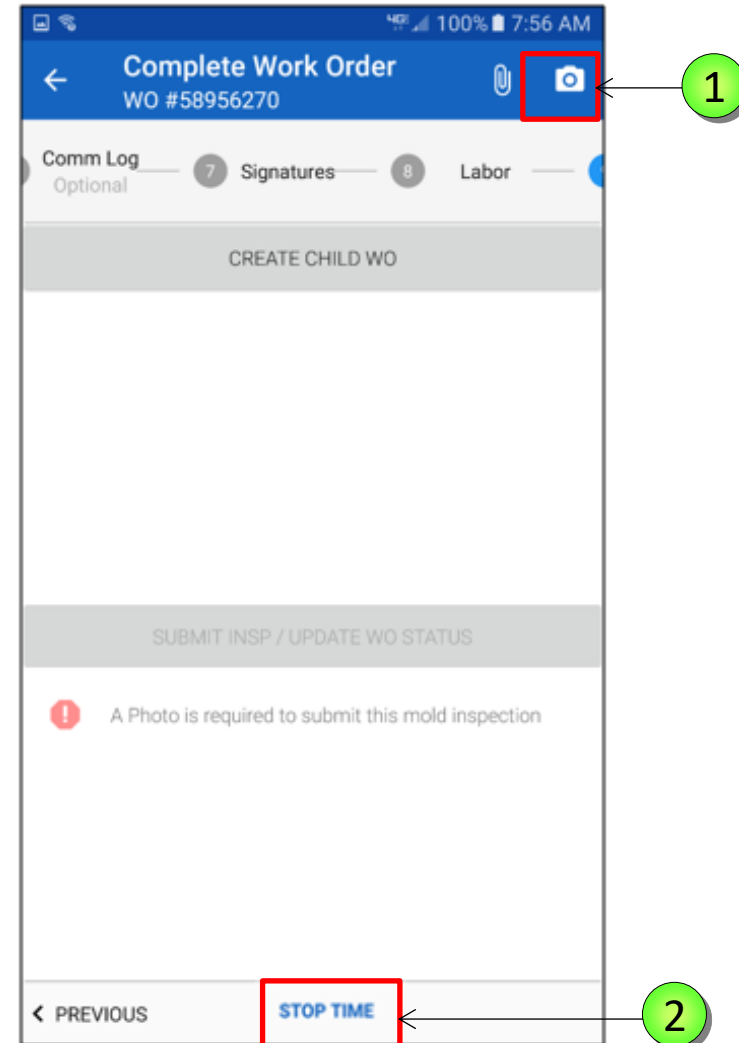 4G 100% 7:56 AM
Complete Work Order
WO #58956270
1
Comm Log
Optional
7 Signatures 8 Labor
CREATE CHILD WO
SUBMIT INSP / UPDATE WO STATUS
! A Photo is required to submit this mold inspection
< PREVIOUS STOP TIME
2